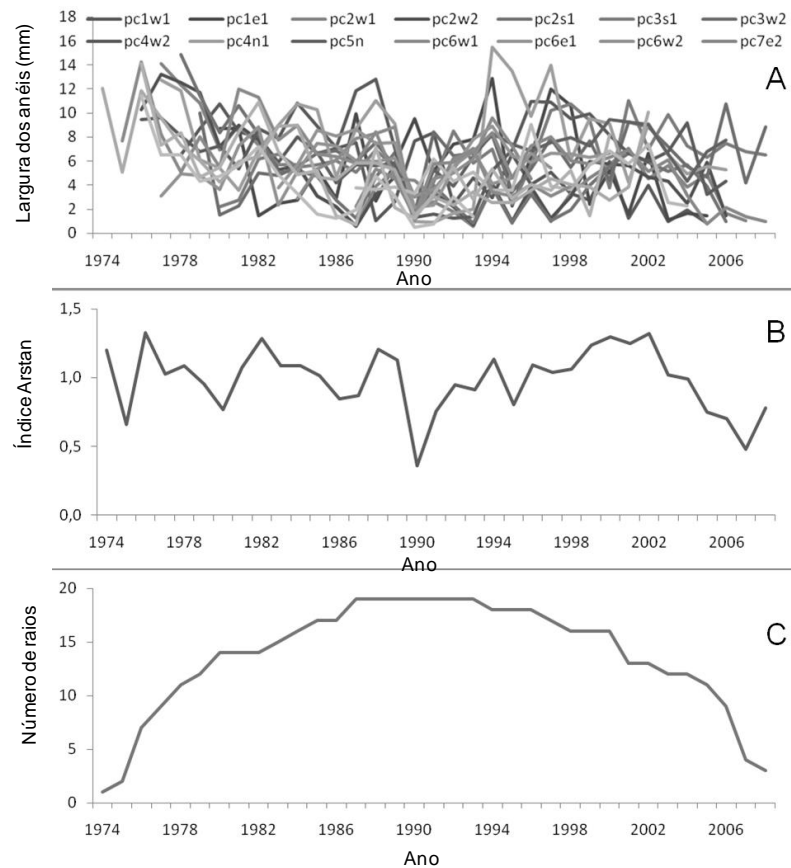 pc1w1 pc1e1 pc2w1 pc2w2 pc2s1 pc3s1 pc3w2
pc4w2 pc4n1 pc5n pc6w1 pc6e1 pc6w2 pc7e2
A
Largura dos anéis (mm)
18
16
14
12
10
8
6
4
2
0
1974 1978 1982 1986 1990 1994 1998 2002 2006
Ano
B
Índice Arstan
1,5
1,0
0,5
0,0
1974 1978 1982 1986 1990 1994 1998 2002 2006
Ano
C
Número de raios
20
15
10
5
0
1974 1978 1982 1986 1990 1994 1998 2002 2006
Ano